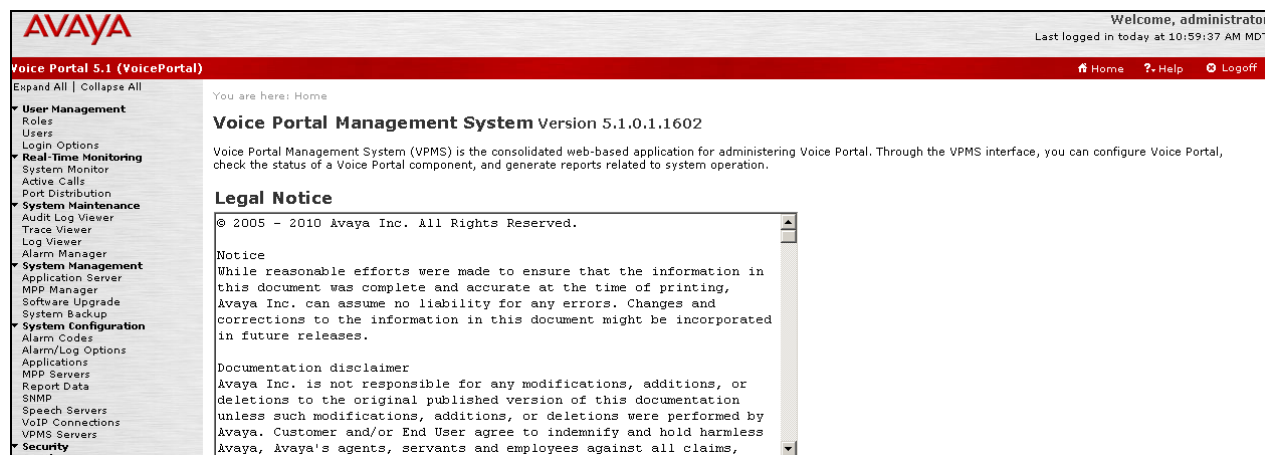 AVAYA
Welcome, administrator
Last logged in today at 10:59:37 AM MDT
Voice Portal 5.1 (VoicePortal)
Home ?Help Logoff
Expand All | Collapse All
User Management
Roles
Users
Login Options
Real-Time Monitoring
System Monitor
Active Calls
Port Distribution
System Maintenance
Audit Log Viewer
Trace Viewer
Log Viewer
Alarm Manager
System Management
Application Server
MPP Manager
Software Upgrade
System Backup
System Configuration
Alarm Codes
Alarm/Log Options
Applications
MPP Servers
Report Data
SNMP
Speech Servers
VoIP Connections
VPMS Servers
Security
You are here: Home
Voice Portal Management System Version 5.1.0.1.1602
Voice Portal Management System (VPMS) is the consolidated web-based application for administering Voice Portal. Through the VPMS interface, you can configure Voice Portal,
check the status of a Voice Portal component, and generate reports related to system operation.
Legal Notice
© 2005 - 2010 Avaya Inc. All Rights Reserved.
Notice
While reasonable efforts were made to ensure that the information in
this document was complete and accurate at the time of printing,
Avaya Inc. can assume no liability for any errors. Changes and
corrections to the information in this document might be incorporated
in future releases.
Documentation disclaimer
Avaya Inc. is not responsible for any modifications, additions, or
deletions to the original published version of this documentation
unless such modifications, additions, or deletions were performed by
Avaya. Customer and/or End User agree to indemnify and hold harmless
Avaya, Avaya's agents, servants and employees against all claims,